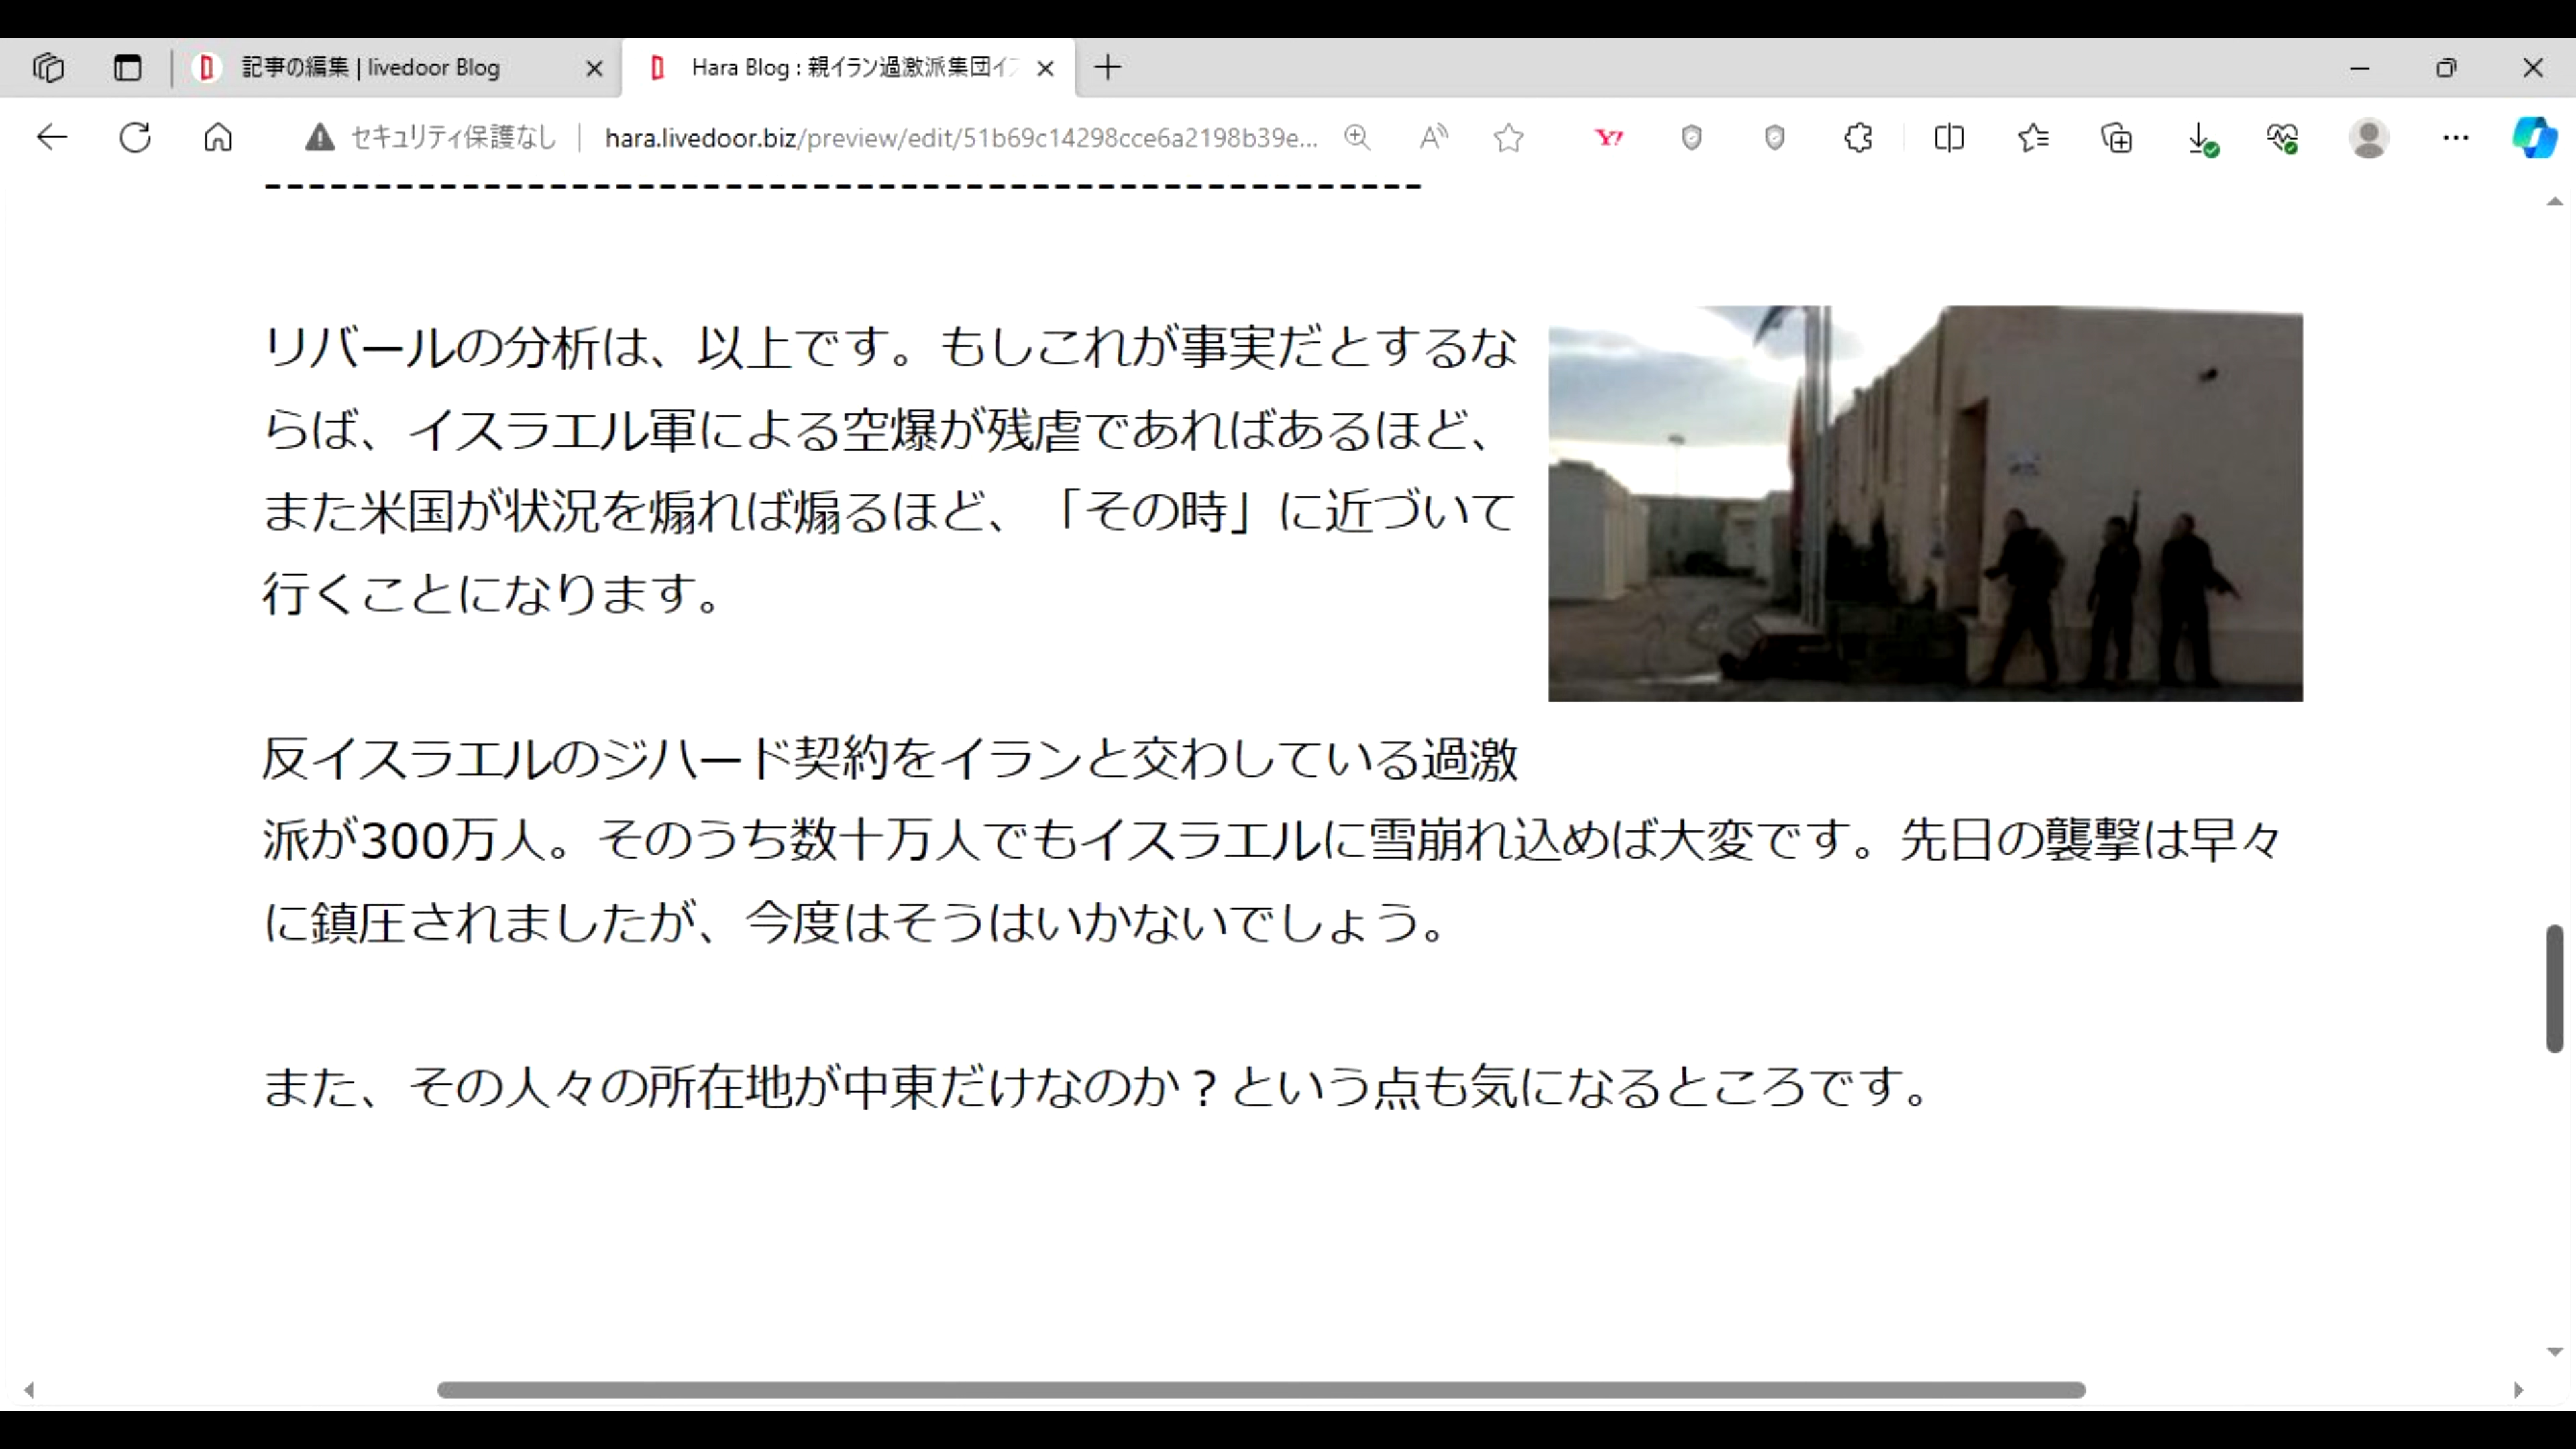 記事の編集 | livedoor Blog
Hara Blog : 親イラン過激派集団イ
セキュリティ保護なし
hara.livedoor.biz/preview/edit/51b69c14298cce6a2198b39e...
リバールの分析は、以上です。もしこれが事実だとするな
らば、イスラエル軍による空爆が残虐であればあるほど、
また米国が状況を煽れば煽るほど、「その時」に近づいて
行くことになります。
反イスラエルのジハード契約をイランと交わしている過激
派が300万人。そのうち数十万人でもイスラエルに雪崩れ込めば大変です。先日の襲撃は早々
に鎮圧されましたが、今度はそうはいかないでしょう。
また、その人々の所在地が中東だけなのか？という点も気になるところです。